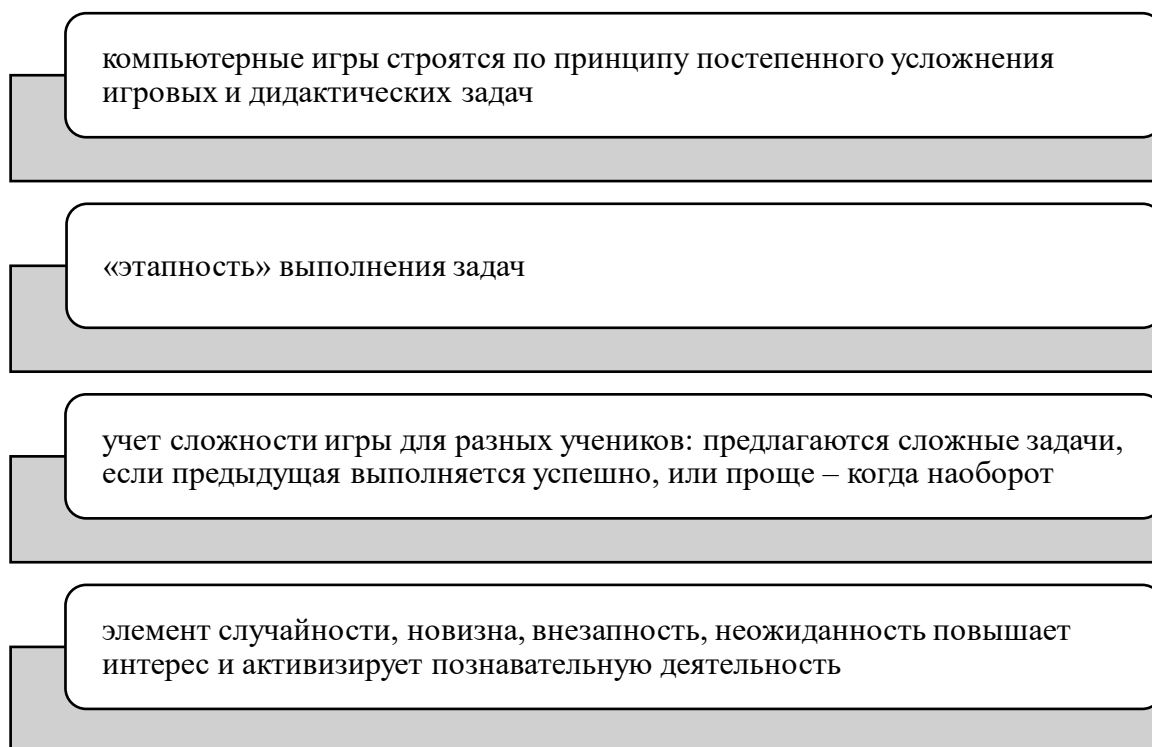 компьютерные игры строятся по принципу постепенного усложнения
игровых и дидактических задач
«этапность» выполнения задач
учет сложности игры для разных учеников: предлагаются сложные задачи,
если предыдущая выполняется успешно, или проще – когда наоборот
элемент случайности, новизна, внезапность, неожиданность повышает
интерес и активизирует познавательную деятельность